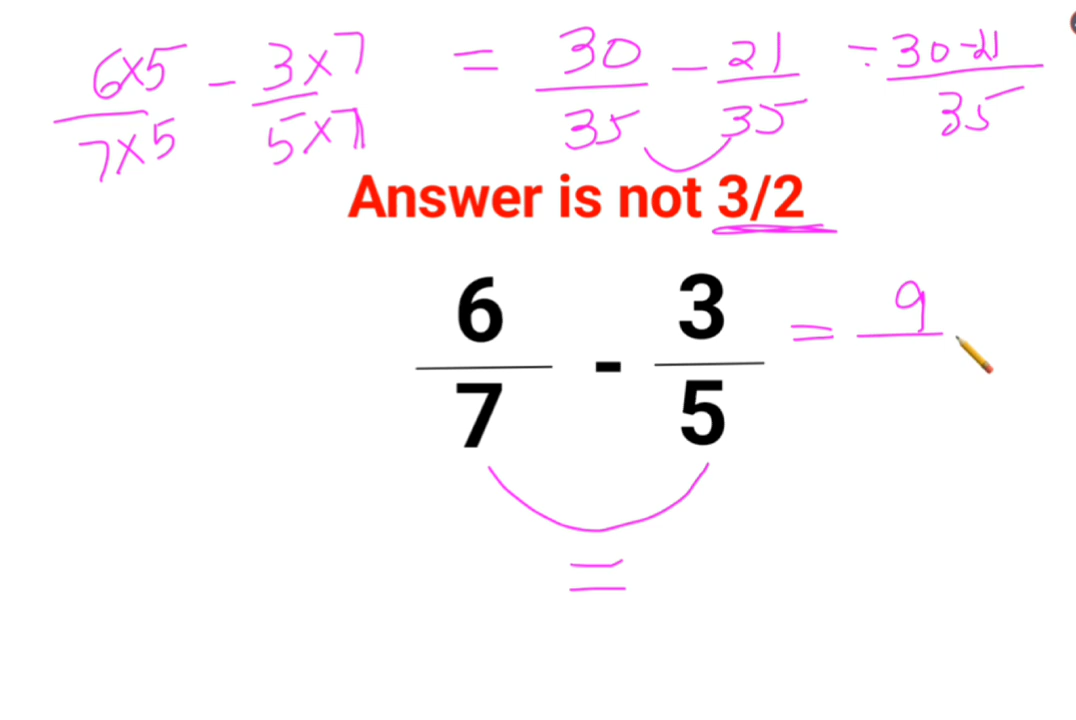 6x5 - 3x7 = 30 - 21 = 30-21
7x5 5x7 35 35 35
Answer is not 3/2
6 - 3 = 9
7 5
=